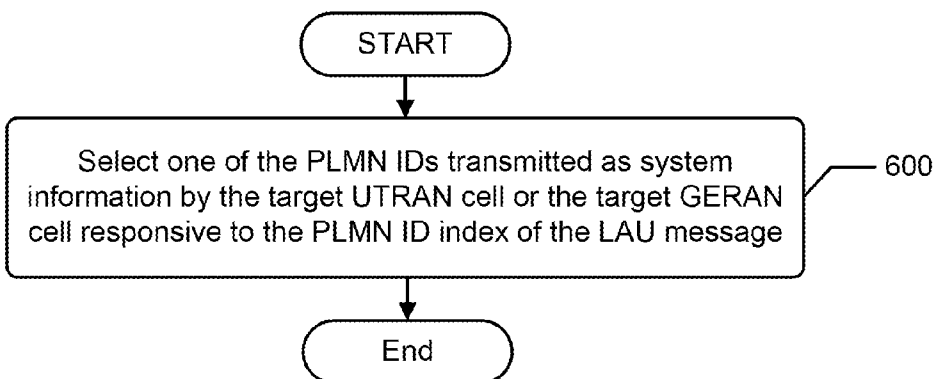 START
Select one of the PLMN IDs transmitted as system
information by the target UTRAN cell or the target GERAN
cell responsive to the PLMN ID index of the LAU message
600
End